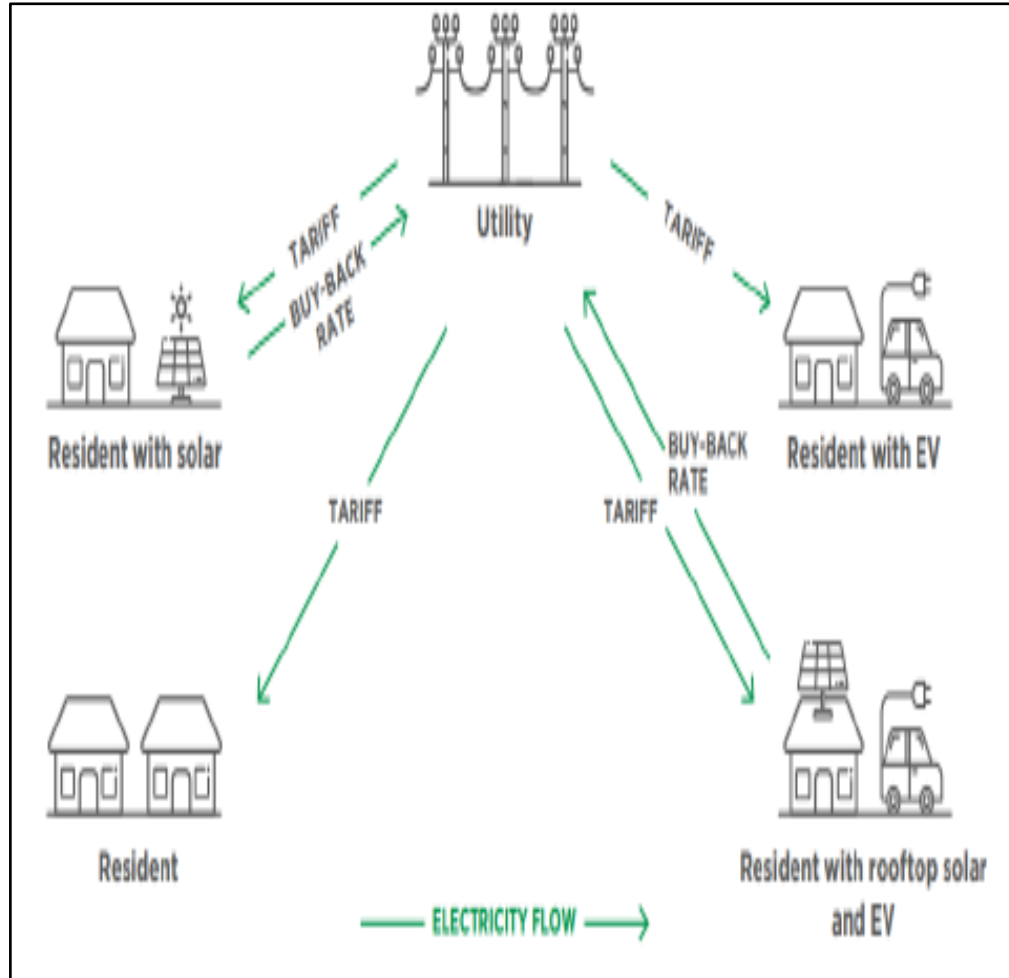 Utility
TARIFF
BUY-BACK
RATE
TARIFF
Resident with solar
Resident with EV
TARIFF
BUY-BACK
RATE
TARIFF
Resident
Resident with rooftop solar
and EV
ELECTRICITY FLOW